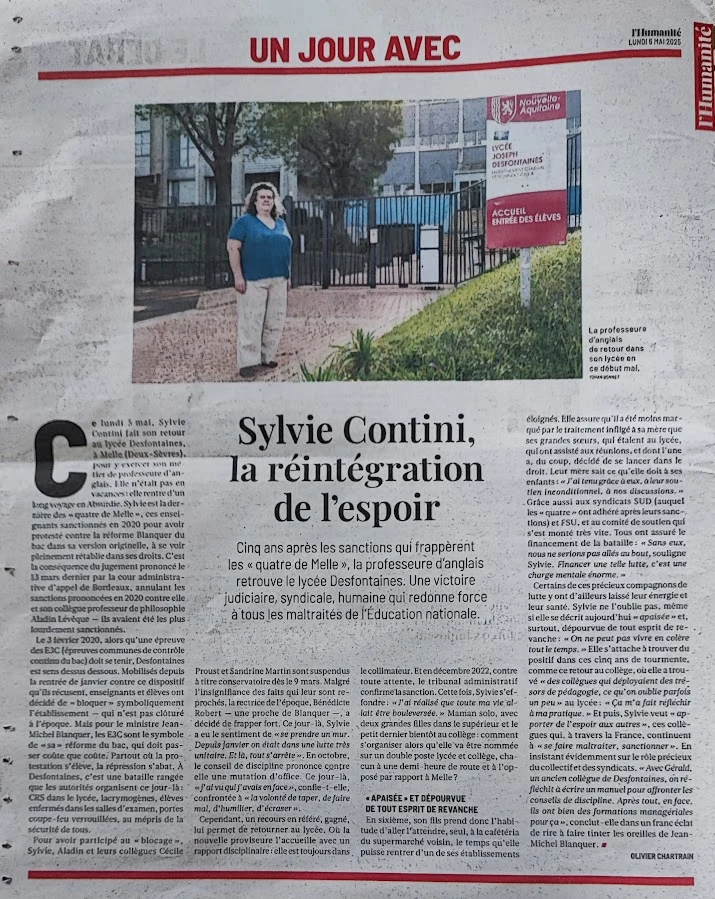 UN JOUR AVEC
l'Humanité
LUNDI 5 MAI 2025
l'Humanité
Nouvelle-
Aquitaine
LYCÉE
JOSEPH
DESFONTAINES
ACCUEIL
ENTRÉE DES ÉLÈVES
La professeure
d'anglais
de retour dans
son lycée en
ce début mai.
Sylvie Contini,
la réintégration
de l'espoir
Cinq ans après les sanctions qui frappèrent
les « quatre de Melle », la professeure d'anglais
retrouve le lycée Desfontaines. Une victoire
judiciaire, syndicale, humaine qui redonne force
à tous les maltraités de l'Éducation nationale.
Ce lundi 5 mai, Sylvie
Contini fait son retour
au lycée Desfontaines,
à Melle (Deux-Sèvres),
pour y exercer son mé-
tier de professeure d'an-
glais. Elle n'était pas en
vacances : elle rentre d'un
long voyage en Absurdie. Sylvie est la der-
nière des « quatre de Melle », ces ensei-
gnants sanctionnés en 2020 pour avoir
protesté contre la réforme Blanquer du
bac dans sa version originelle, à se voir
pleinement rétablie dans ses droits. C'est
la conséquence du jugement prononcé le
13 mars dernier par la cour administra-
tive d'appel de Bordeaux, annulant les
sanctions prononcées en 2020 contre elle
et son collègue professeur de philosophie
Aladin Lévêque – ils avaient été les plus
lourdement sanctionnés.
Le 3 février 2020, alors qu'une épreuve
des E3C (épreuves communes de contrôle
continu du bac) doit se tenir, Desfontaines
est sens dessus dessous. Mobilisés depuis
la rentrée de janvier contre ce dispositif
qu'ils récusent, enseignants et élèves ont
décidé de « bloquer » symboliquement
l'établissement – qui n'est pas clôturé
à l'époque. Mais pour le ministre Jean-
Michel Blanquer, les E3C sont le symbole
de « sa » réforme du bac, qui doit pas-
ser coûte que coûte. Partout où la pro-
testation s'élève, la répression s'abat. À
Desfontaines, c'est une bataille rangée
que les autorités organisent ce jour-là :
CRS dans le lycée, lacrymogènes, élèves
enfermés dans les salles d'examen, portes
coupe-feu verrouillées, au mépris de la
sécurité de tous.
Pour avoir participé au « blocage »,
Sylvie, Aladin et leurs collègues Cécile
Proust et Sandrine Martin sont suspendus
à titre conservatoire dès le 9 mars. Malgré
l'insignifiance des faits qui leur sont re-
prochés, la rectrice de l'époque, Bénédicte
Robert – une proche de Blanquer –, a
décidé de frapper fort. Ce jour-là, Sylvie
a eu le sentiment de « se prendre un mur.
Depuis janvier on était dans une lutte très
unitaire. Et là, tout s'arrête ». En octobre,
le conseil de discipline prononce contre
elle une mutation d'office. Ce jour-là,
« j'ai vu qui j'avais en face », confie-t-elle,
confrontée à « la volonté de taper, de faire
mal, d'humilier, d'écraser ».
Cependant, un recours en référé, gagné,
lui permet de retourner au lycée. Où la
nouvelle proviseure l'accueille avec un
rapport disciplinaire : elle est toujours dans
le collimateur. Et en décembre 2022, contre
toute attente, le tribunal administratif
confirme la sanction. Cette fois, Sylvie s'ef-
fondre : « J'ai réalisé que toute ma vie al-
lait être bouleversée. » Maman solo, avec
deux grandes filles dans le supérieur et le
petit dernier bientôt au collège : comment
s'organiser alors qu'elle va être nommée
sur un double poste lycée et collège, cha-
cun à une demi-heure de route et à l'op-
posé par rapport à Melle ?
« APAISÉE » ET DÉPOURVUE
DE TOUT ESPRIT DE REVANCHE
En sixième, son fils prend donc l'habi-
tude d'aller l'attendre, seul, à la cafétéria
du supermarché voisin, le temps qu'elle
puisse rentrer d'un de ses établissements
éloignés. Elle assure qu'il a été moins mar-
qué par le traitement infligé à sa mère que
ses grandes sœurs, qui étaient au lycée,
qui ont assisté aux réunions, et dont l'une
a, du coup, décidé de se lancer dans le
droit. Leur mère sait ce qu'elle doit à ses
enfants : « J'ai tenu grâce à eux, à leur sou-
tien inconditionnel, à nos discussions. »
Grâce aussi aux syndicats SUD (auquel
les « quatre » ont adhéré après leurs sanc-
tions) et FSU, et au comité de soutien qui
s'est monté très vite. Tous ont assuré le
financement de la bataille : « Sans eux,
nous ne serions pas allés au bout, souligne
Sylvie. Financer une telle lutte, c'est une
charge mentale énorme. »
Certains de ces précieux compagnons de
lutte y ont d'ailleurs laissé leur énergie et
leur santé. Sylvie ne l'oublie pas, même
si elle se décrit aujourd'hui « apaisée » et,
surtout, dépourvue de tout esprit de re-
vanche : « On ne peut pas vivre en colère
tout le temps. » Elle s'attache à trouver du
positif dans ces cinq ans de tourmente,
comme ce retour au collège, où elle a trou-
vé « des collègues qui déployaient des tré-
sors de pédagogie, ce qu'on oublie parfois
un peu » au lycée : « Ça m'a fait réfléchir
à ma pratique. » Et puis, Sylvie veut « ap-
porter de l'espoir aux autres », ces collè-
gues qui, à travers la France, continuent
à « se faire maltraiter, sanctionner ». En
insistant évidemment sur le rôle précieux
du collectif et des syndicats. « Avec Gérald,
un ancien collègue de Desfontaines, on ré-
fléchit à écrire un manuel pour affronter les
conseils de discipline. Après tout, en face,
ils ont bien des formations managériales
pour ça », conclut-elle dans un franc éclat
de rire à faire tinter les oreilles de Jean-
Michel Blanquer.
OLIVIER CHARTRAIN